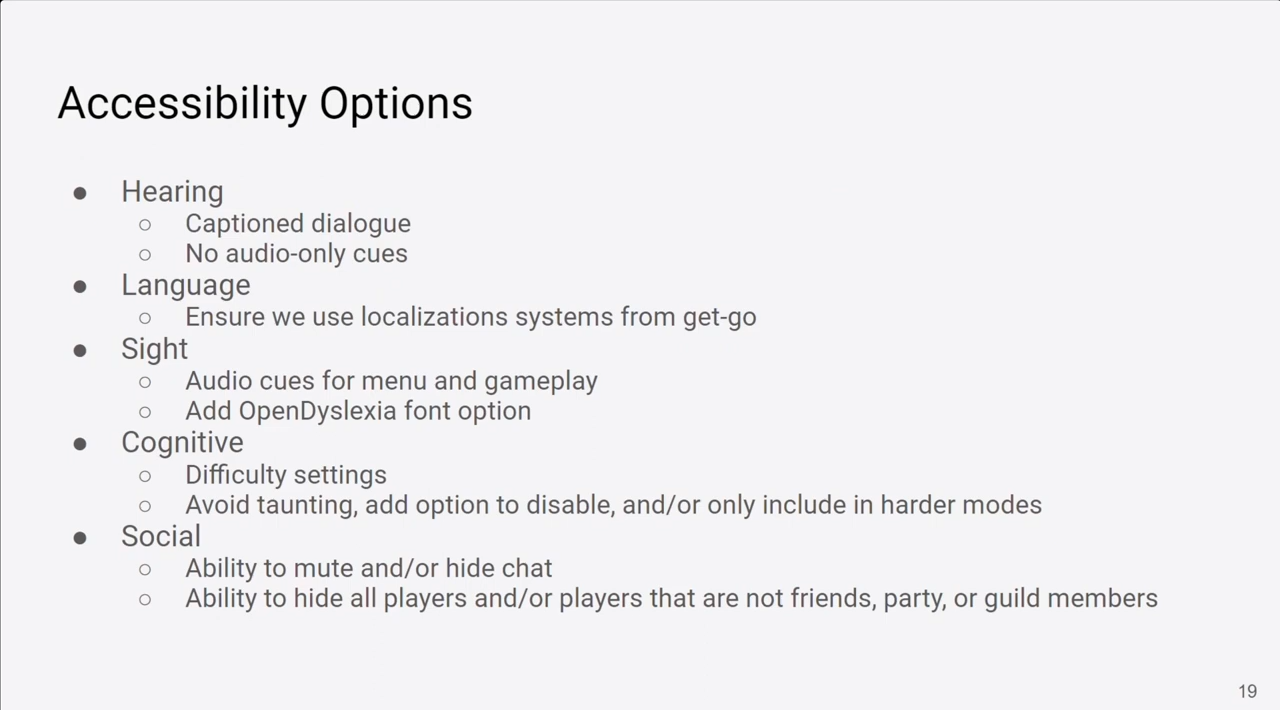 Accessibility Options
● Hearing
○ Captioned dialogue
○ No audio-only cues
● Language
○ Ensure we use localizations systems from get-go
● Sight
○ Audio cues for menu and gameplay
○ Add OpenDyslexia font option
● Cognitive
○ Difficulty settings
○ Avoid taunting, add option to disable, and/or only include in harder modes
● Social
○ Ability to mute and/or hide chat
○ Ability to hide all players and/or players that are not friends, party, or guild members
19